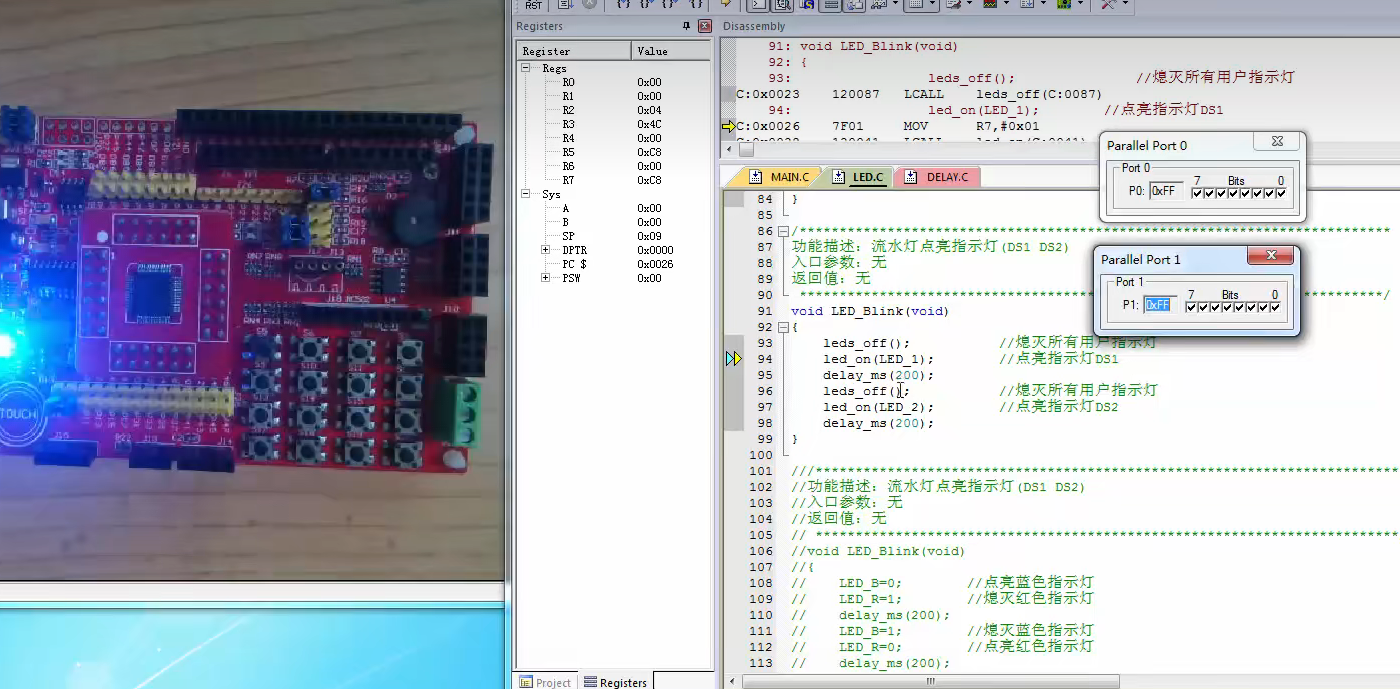 RST
Registers
Register Value
Regs
R0 0x00
R1 0x00
R2 0x04
R3 0x4C
R4 0x00
R5 0xC8
R6 0x00
R7 0xC8
Sys
A 0x00
B 0x00
SP 0x09
DPTR 0x0000
PC $ 0x0026
PSW 0x00
Project
Registers
Disassembly
91: void LED_Blink(void)
92: {
93: leds_off(); //熄灭所有用户指示灯
C:0x0023 120087 LCALL leds_off(C:0087)
94: led_on(LED_1); //点亮指示灯DS1
C:0x0026 7F01 MOV R7,#0x01
MAIN.C
LED.C
DELAY.C
84 }
85
86 /************************************************************************
87 功能描述: 流水灯点亮指示灯(DS1 DS2)
88 入口参数: 无
89 返回值: 无
90 ************************************************************************/
91 void LED_Blink(void)
92 {
93 leds_off(); //熄灭所有用户指示灯
94 led_on(LED_1); //点亮指示灯DS1
95 delay_ms(200);
96 leds_off(); //熄灭所有用户指示灯
97 led_on(LED_2); //点亮指示灯DS2
98 delay_ms(200);
99 }
100
101 ///************************************************************************
102 //功能描述: 流水灯点亮指示灯(DS1 DS2)
103 //入口参数: 无
104 //返回值: 无
105 // ************************************************************************
106 //void LED_Blink(void)
107 //{
108 // LED_B=0; //点亮蓝色指示灯
109 // LED_R=1; //熄灭红色指示灯
110 // delay_ms(200);
111 // LED_B=1; //熄灭蓝色指示灯
112 // LED_R=0; //点亮红色指示灯
113 // delay_ms(200);
Parallel Port 0
Port 0
7 Bits 0
P0: 0xFF
Parallel Port 1
Port 1
7 Bits 0
P1: 0xFF
TOUCH